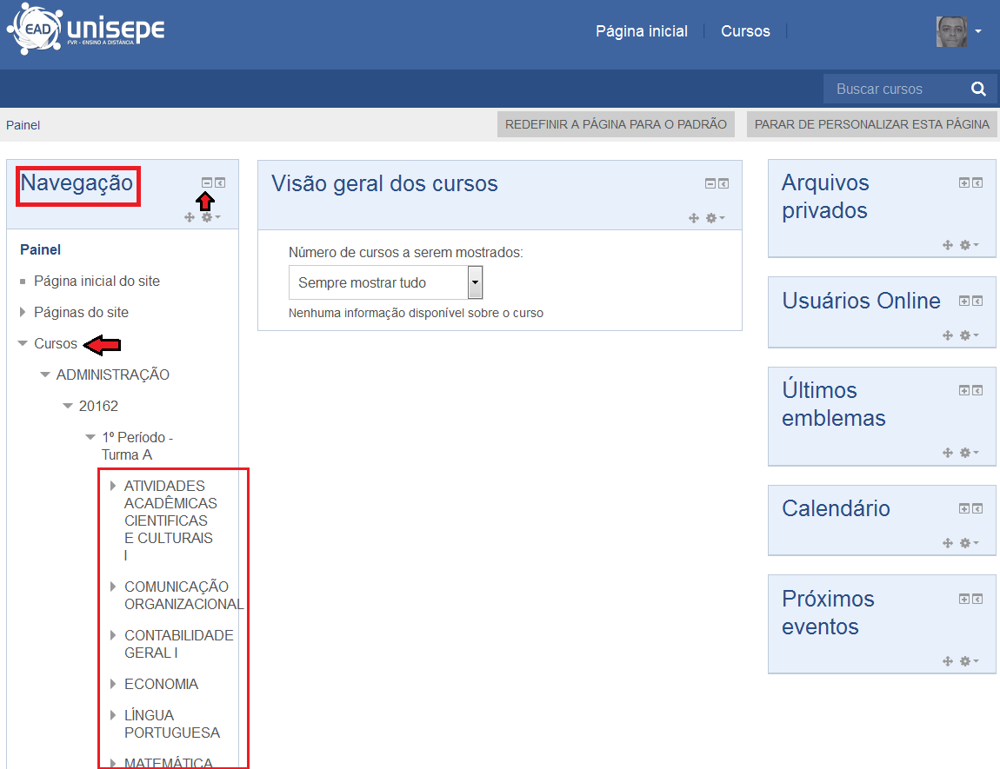 EAD unisepe
FVR - ENSINO A DISTÂNCIA.
Página inicial
Cursos
Buscar cursos
Painel
REDEFINIR A PÁGINA PARA O PADRÃO
PARAR DE PERSONALIZAR ESTA PÁGINA
Navegação
Painel
Página inicial do site
Páginas do site
Cursos
ADMINISTRAÇÃO
20162
1º Período -
Turma A
ATIVIDADES
ACADÊMICAS
CIENTIFICAS
E CULTURAIS
I
COMUNICAÇÃO
ORGANIZACIONAL
CONTABILIDADE
GERAL I
ECONOMIA
LÍNGUA
PORTUGUESA
MATEMÁTICA
Visão geral dos cursos
Número de cursos a serem mostrados:
Sempre mostrar tudo
Nenhuma informação disponível sobre o curso
Arquivos
privados
Usuários Online
Últimos
emblemas
Calendário
Próximos
eventos